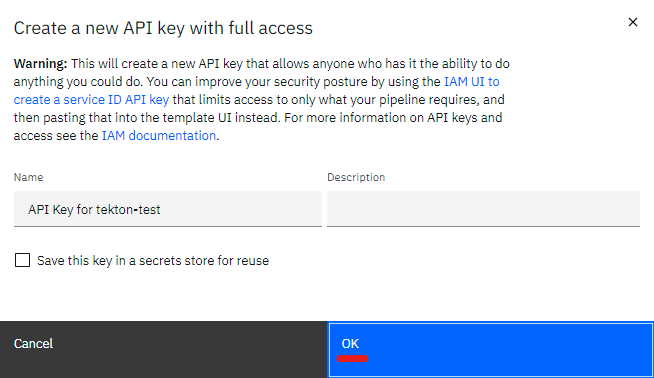 Create a new API key with full access
Warning: This will create a new API key that allows anyone who has it the ability to do
anything you could do. You can improve your security posture by using the IAM UI to
create a service ID API key that limits access to only what your pipeline requires, and
then pasting that into the template UI instead. For more information on API keys and
access see the IAM documentation.
Name
Description
API Key for tekton-test
Save this key in a secrets store for reuse
Cancel
OK